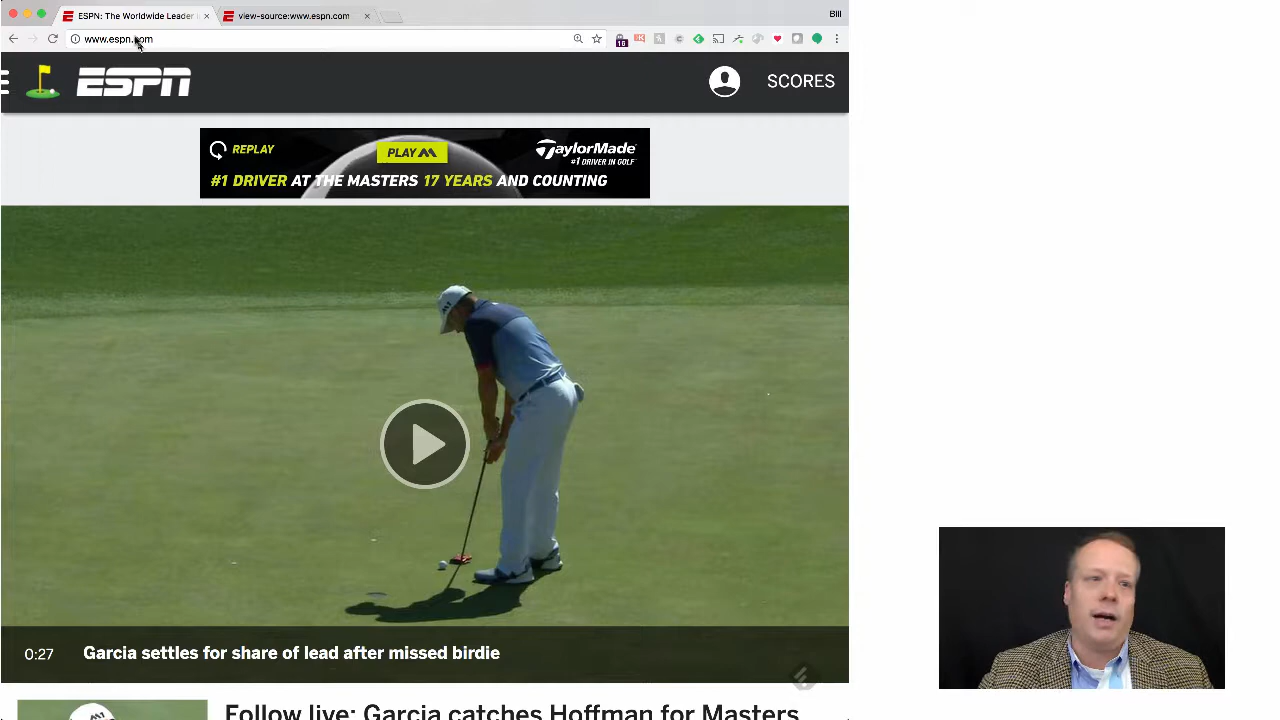 ESPN: The Worldwide Leader i
view-source:www.espn.com
Bill
www.espn.com
16
ESPN
SCORES
REPLAY
PLAY M
TaylorMade
#1 DRIVER IN GOLF
#1 DRIVER AT THE MASTERS 17 YEARS AND COUNTING
0:27
Garcia settles for share of lead after missed birdie
Follow live: Garcia catches Hoffman for Masters